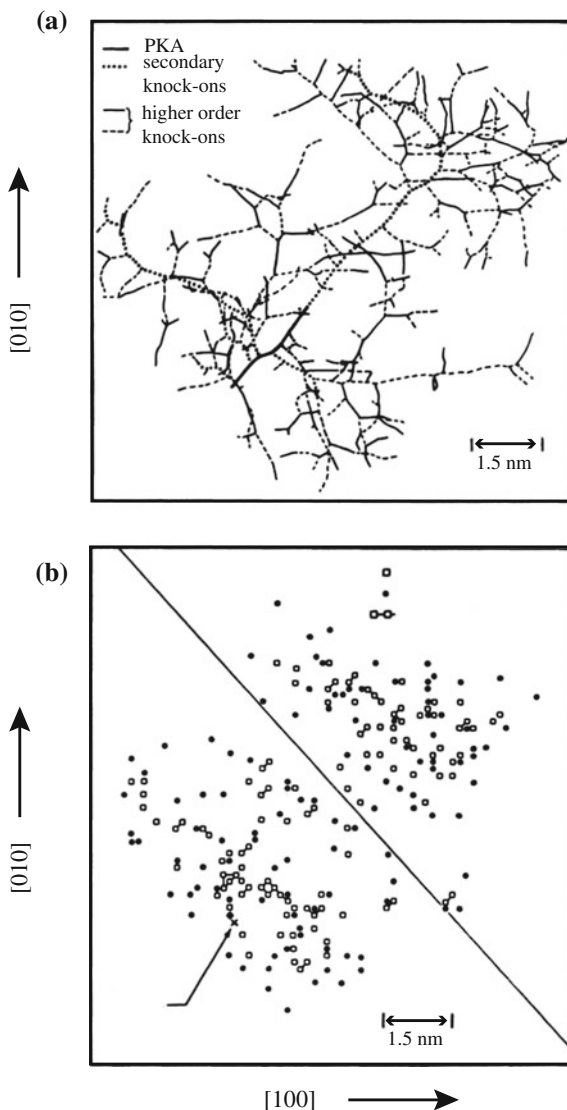 (a)
PKA
secondary
knock-ons
higher order
knock-ons
[010]
1.5 nm
(b)
[010]
1.5 nm
[100]